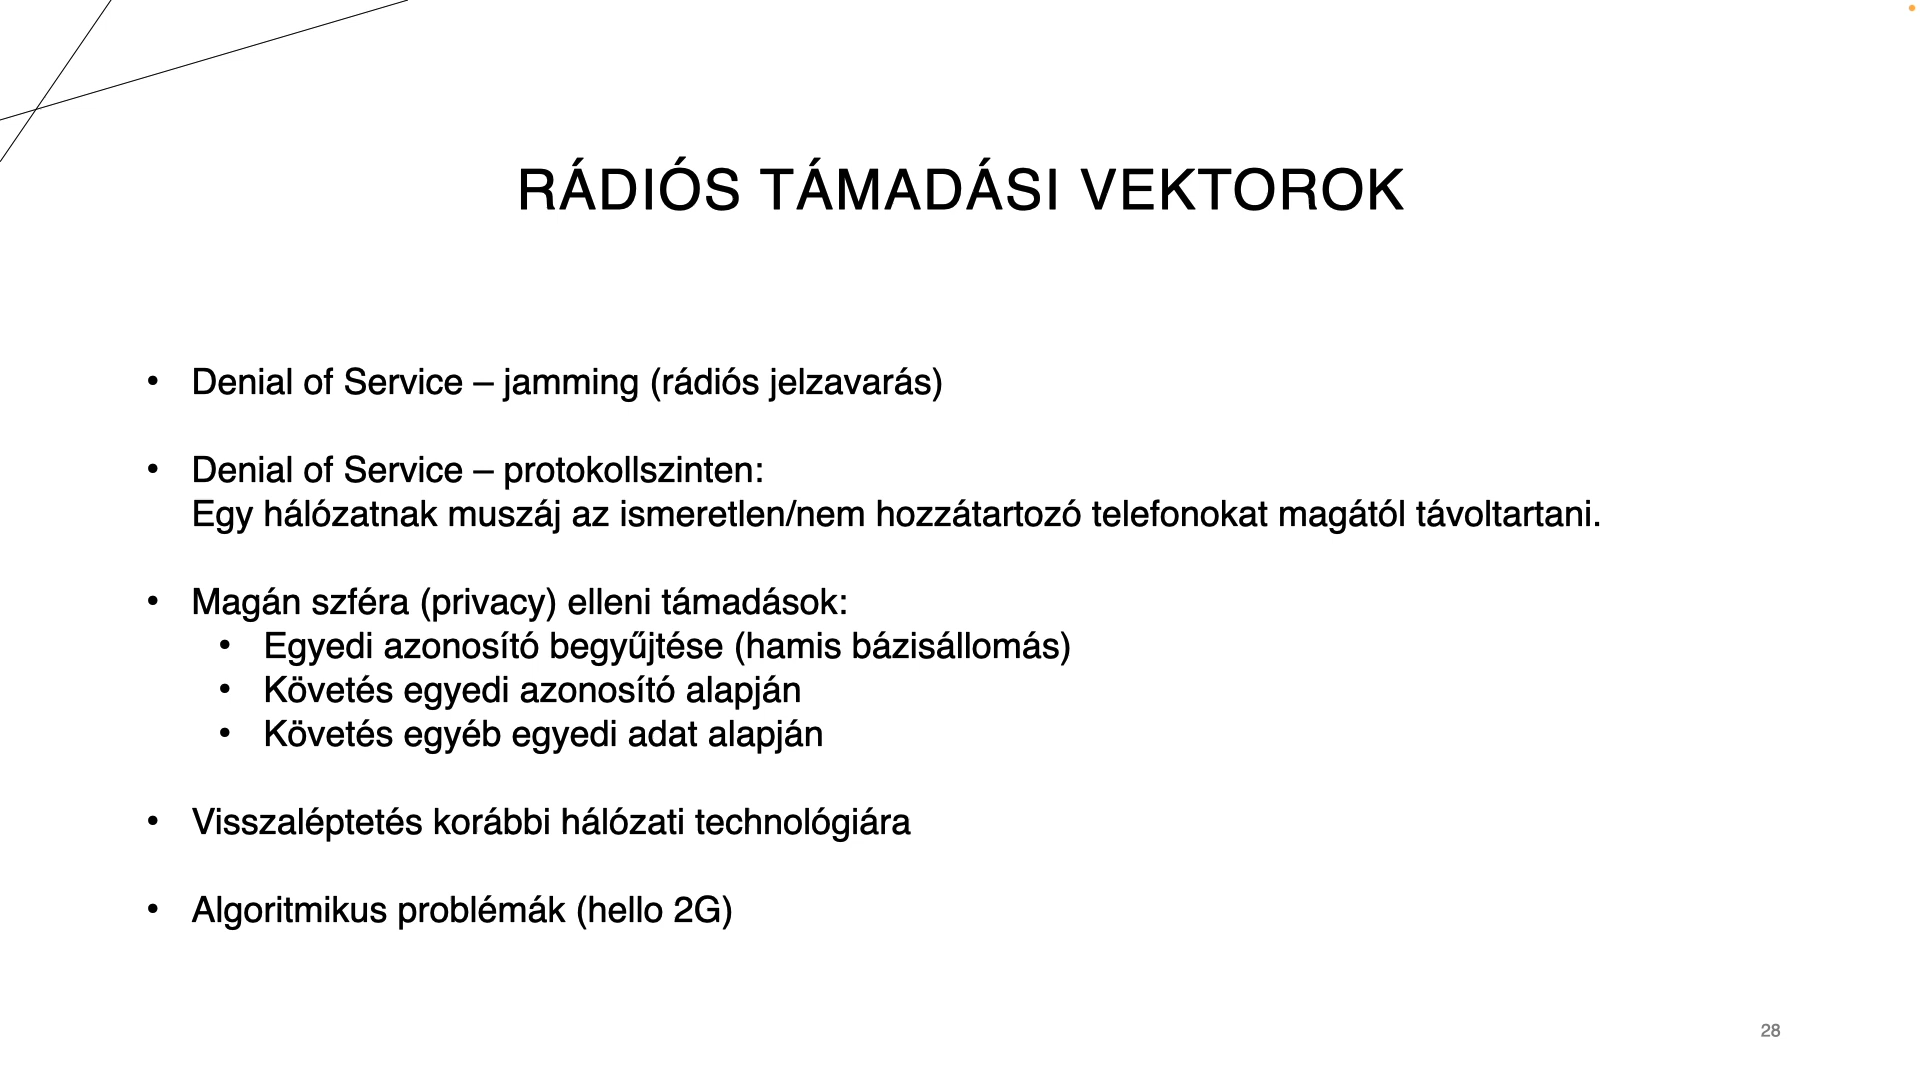 RÁDIÓS TÁMADÁSI VEKTOROK
• Denial of Service – jamming (rádiós jelzavarás)
• Denial of Service – protokollszinten:
Egy hálózatnak muszáj az ismeretlen/nem hozzátartozó telefonokat magától távoltartani.
• Magán szféra (privacy) elleni támadások:
• Egyedi azonosító begyűjtése (hamis bázisállomás)
• Követés egyedi azonosító alapján
• Követés egyéb egyedi adat alapján
• Visszaléptetés korábbi hálózati technológiára
• Algoritmikus problémák (hello 2G)
28